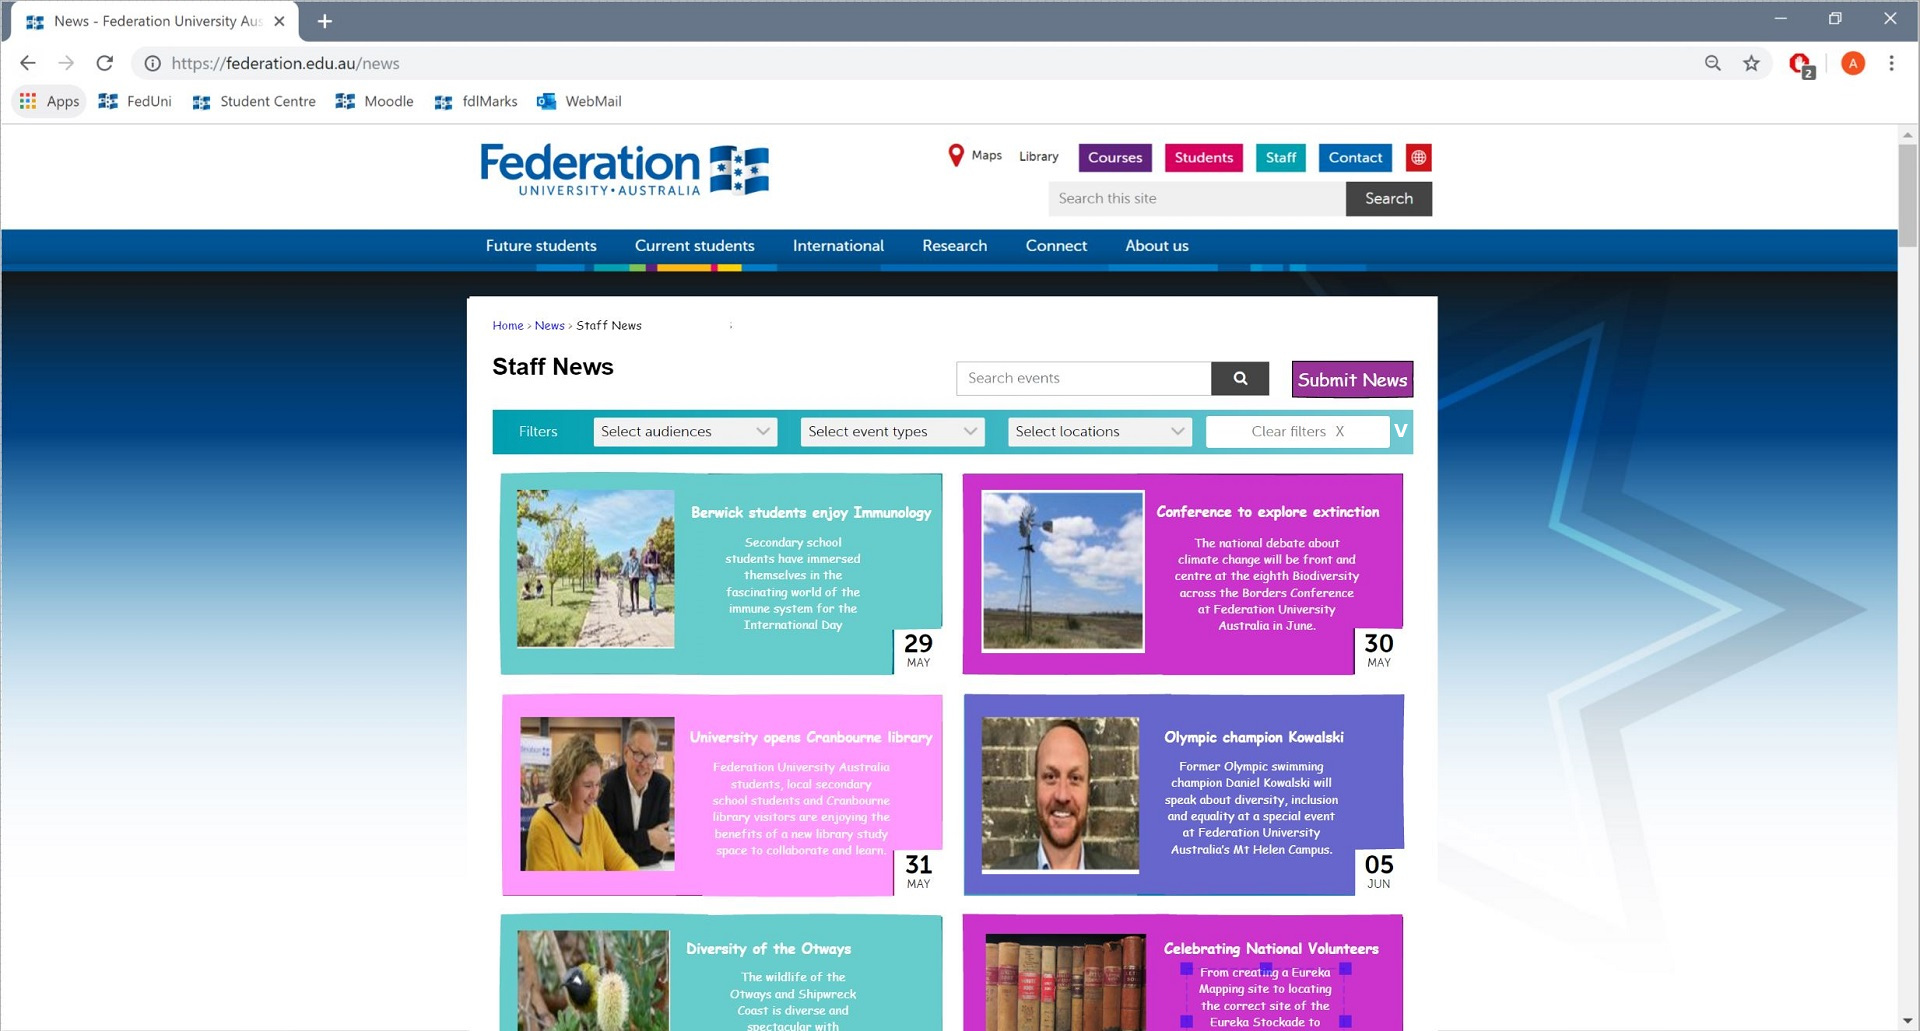 News - Federation University Aus
https://federation.edu.au/news
2
A
Apps
FedUni
Student Centre
Moodle
fdlMarks
WebMail
Federation
UNIVERSITY • AUSTRALIA
Maps
Library
Courses
Students
Staff
Contact
Search this site
Search
Future students
Current students
International
Research
Connect
About us
Home › News › Staff News
;
Staff News
Search events
Submit News
Filters
Select audiences
Select event types
Select locations
Clear filters X
V
Berwick students enjoy Immunology
Secondary school
students have immersed
themselves in the
fascinating world of the
immune system for the
International Day
29
MAY
Conference to explore extinction
The national debate about
climate change will be front and
centre at the eighth Biodiversity
across the Borders Conference
at Federation University
Australia in June.
30
MAY
University opens Cranbourne library
Federation University Australia
students, local secondary
school students and Cranbourne
library visitors are enjoying the
benefits of a new library study
space to collaborate and learn.
31
MAY
Olympic champion Kowalski
Former Olympic swimming
champion Daniel Kowalski will
speak about diversity, inclusion
and equality at a special event
at Federation University
Australia's Mt Helen Campus.
05
JUN
Diversity of the Otways
The wildlife of the
Otways and Shipwreck
Coast is diverse and
spectacular with
Celebrating National Volunteers
From creating a Eureka
Mapping site to locating
the correct site of the
Eureka Stockade to